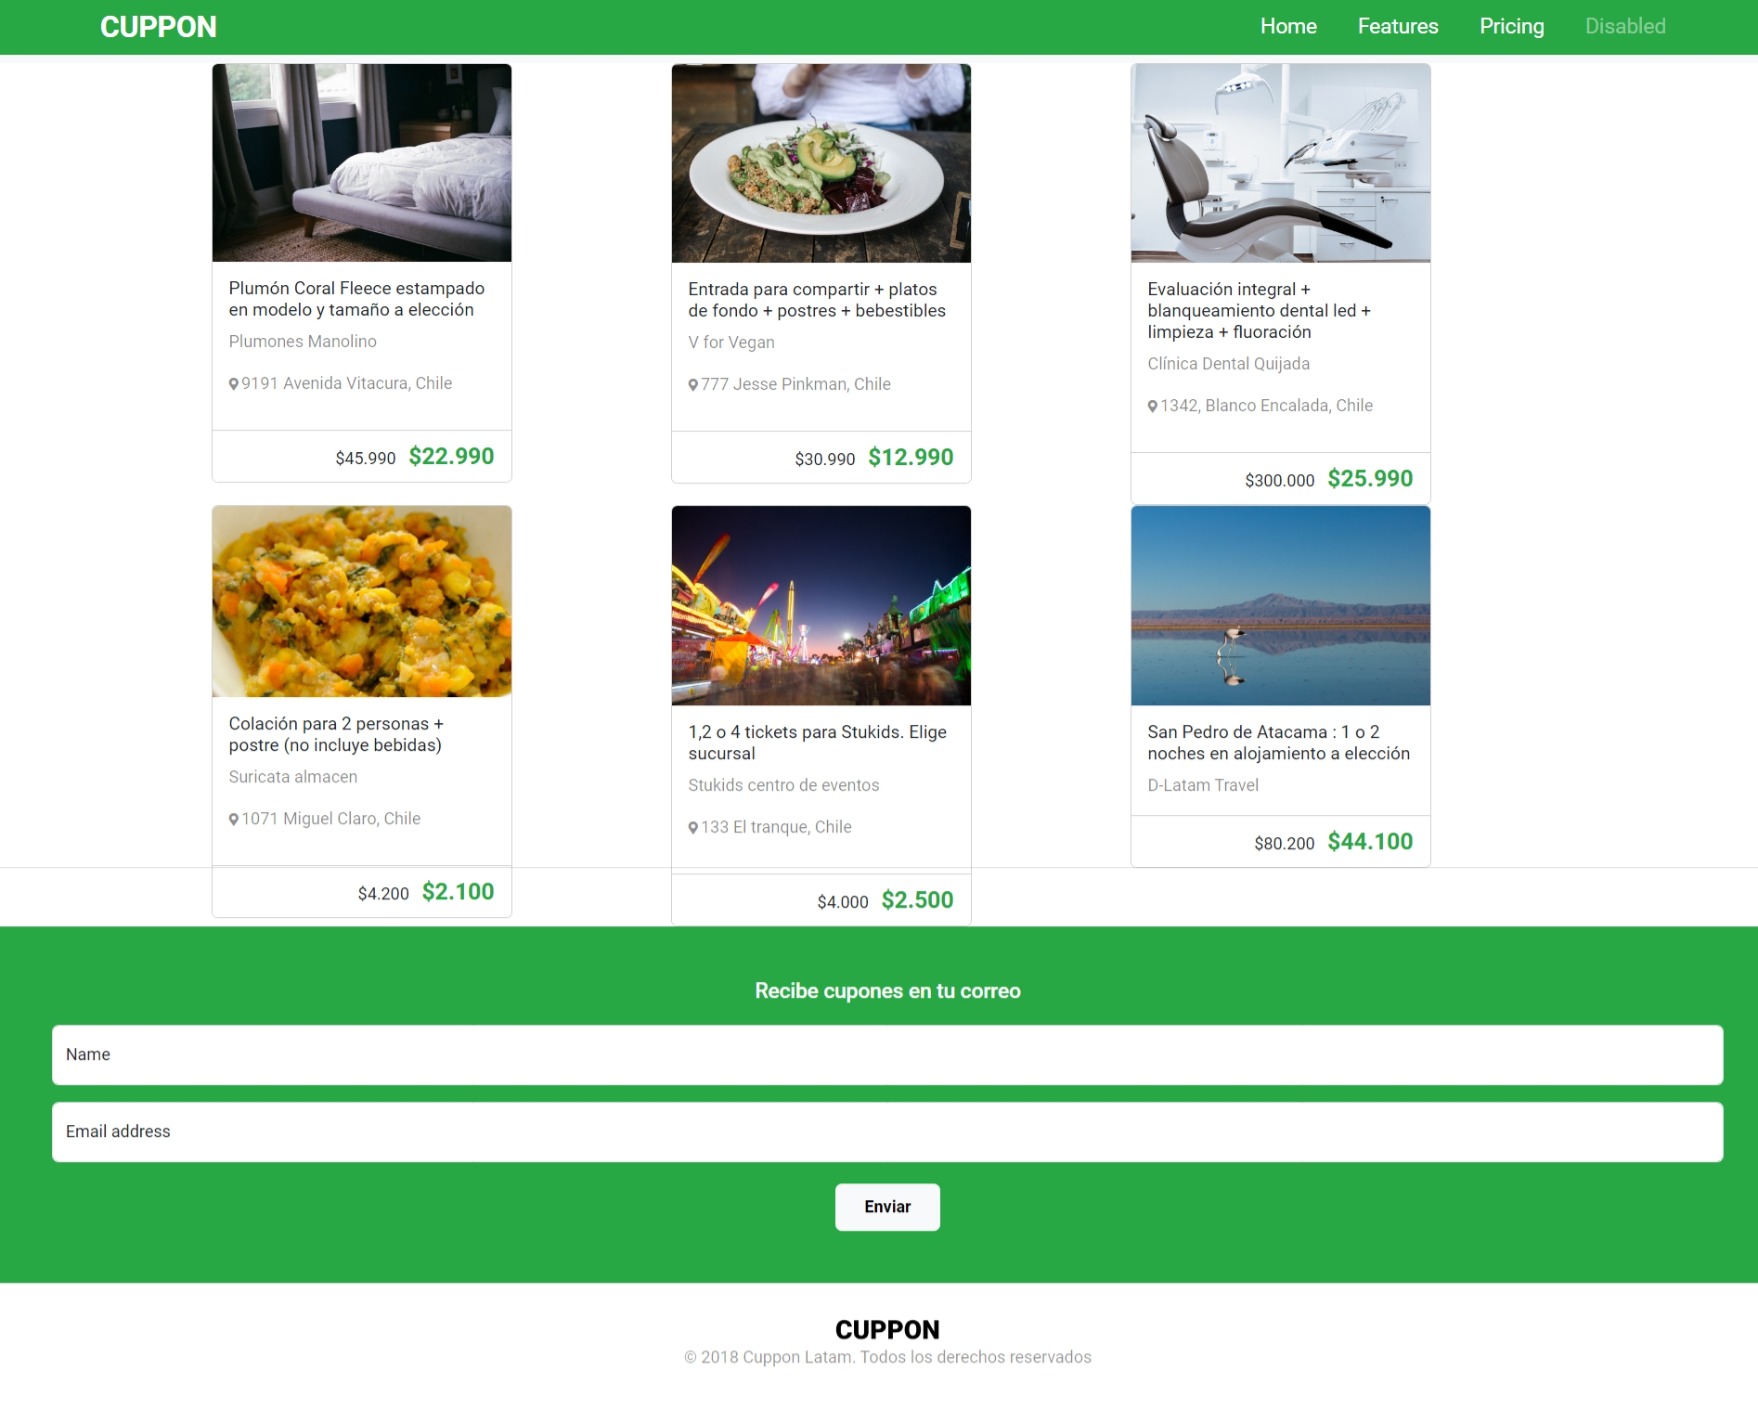 CUPPON
Home Features Pricing Disabled
Plumón Coral Fleece estampado
en modelo y tamaño a elección
Plumones Manolino
9191 Avenida Vitacura, Chile
$45.990 $22.990
Entrada para compartir + platos
de fondo + postres + bebestibles
V for Vegan
777 Jesse Pinkman, Chile
$30.990 $12.990
Evaluación integral +
blanqueamiento dental led +
limpieza + fluoración
Clínica Dental Quijada
1342, Blanco Encalada, Chile
$300.000 $25.990
Colación para 2 personas +
postre (no incluye bebidas)
Suricata almacen
1071 Miguel Claro, Chile
$4.200 $2.100
1,2 o 4 tickets para Stukids. Elige
sucursal
Stukids centro de eventos
133 El tranque, Chile
$4.000 $2.500
San Pedro de Atacama : 1 o 2
noches en alojamiento a elección
D-Latam Travel
$80.200 $44.100
Recibe cupones en tu correo
Name
Email address
Enviar
CUPPON
© 2018 Cuppon Latam. Todos los derechos reservados